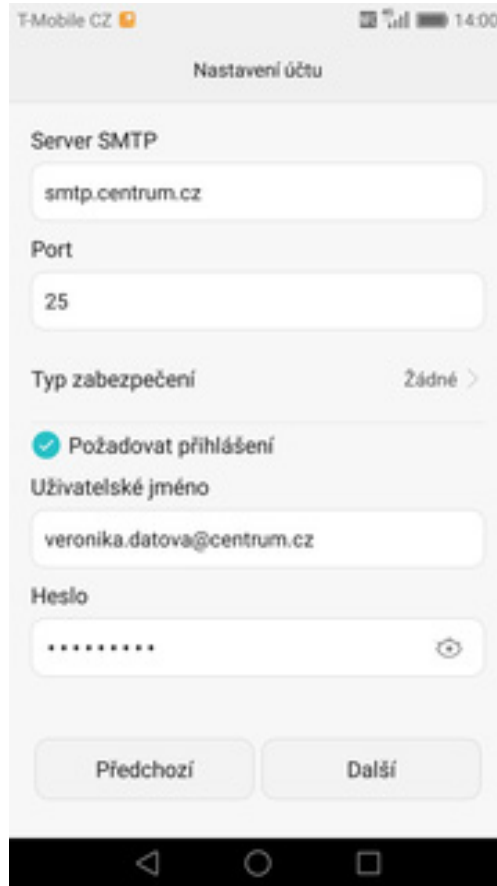 T-Mobile CZ 14:00
Nastavení účtu
Server SMTP
smtp.centrum.cz
Port
25
Typ zabezpečení Žádné
Požadovat přihlášení
Uživatelské jméno
veronika.datova@centrum.cz
Heslo
•••••••••
Předchozí Další